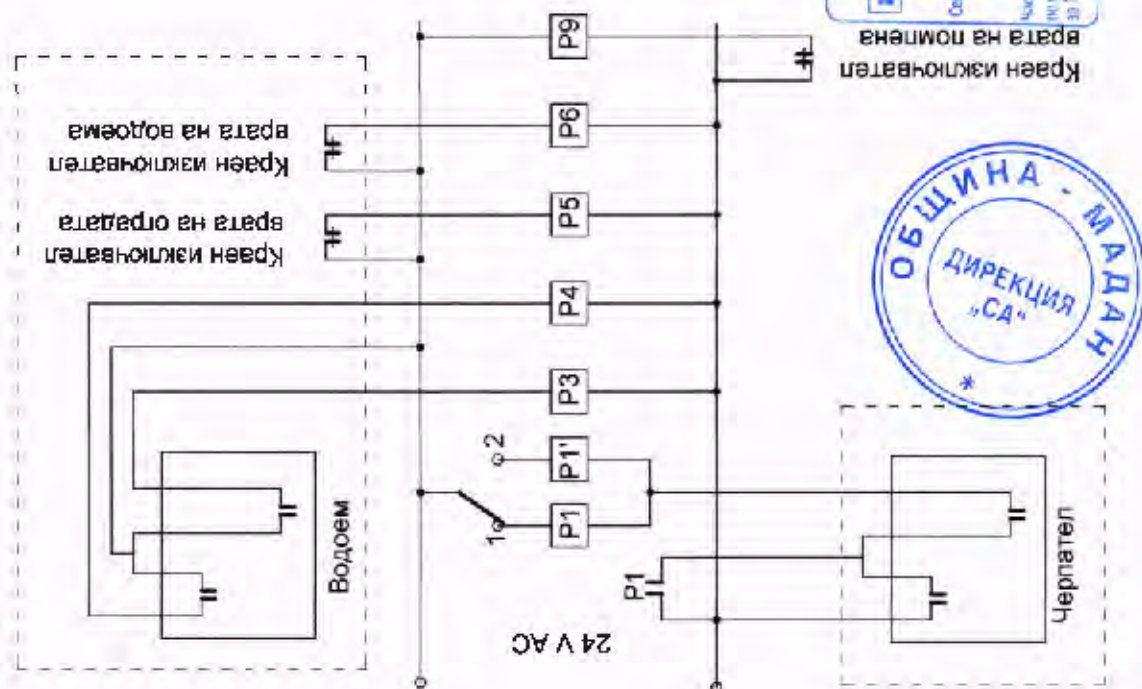 Краен изключвател
врата на помпена
P9
P6
Краен изключвател
врата на водоема
P5
Краен изключвател
врата на оградата
P4
P3
2
P1'
1
P1
P1
24 V AC
Водоем
Черпател
ОБЩИНА - МАДАН
ДИРЕКЦИЯ
„СА“
*